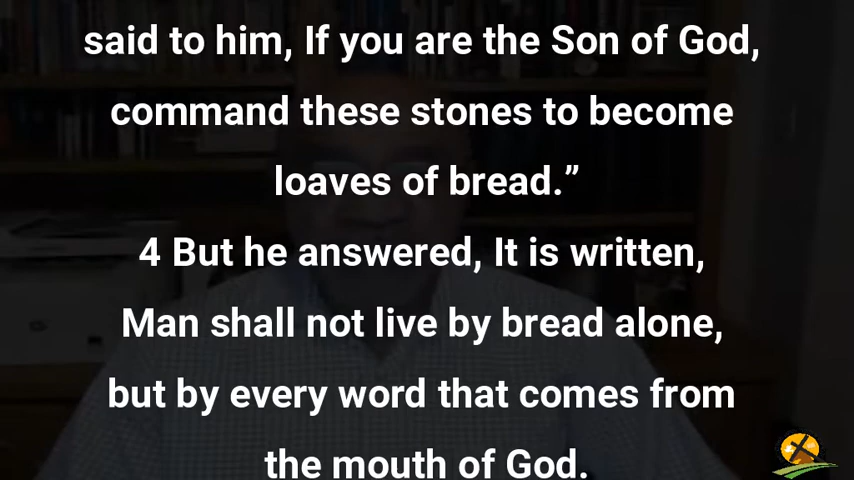 said to him, If you are the Son of God,
command these stones to become
loaves of bread.”
4 But he answered, It is written,
Man shall not live by bread alone,
but by every word that comes from
the mouth of God.